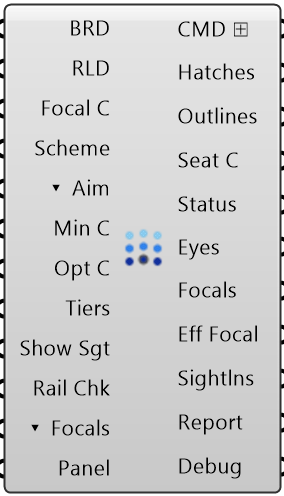 BRD
RLD
Focal C
Scheme
Aim
Min C
Opt C
Tiers
Show Sgt
Rail Chk
Focals
Panel
CMD
Hatches
Outlines
Seat C
Status
Eyes
Focals
Eff Focal
Sightlns
Report
Debug